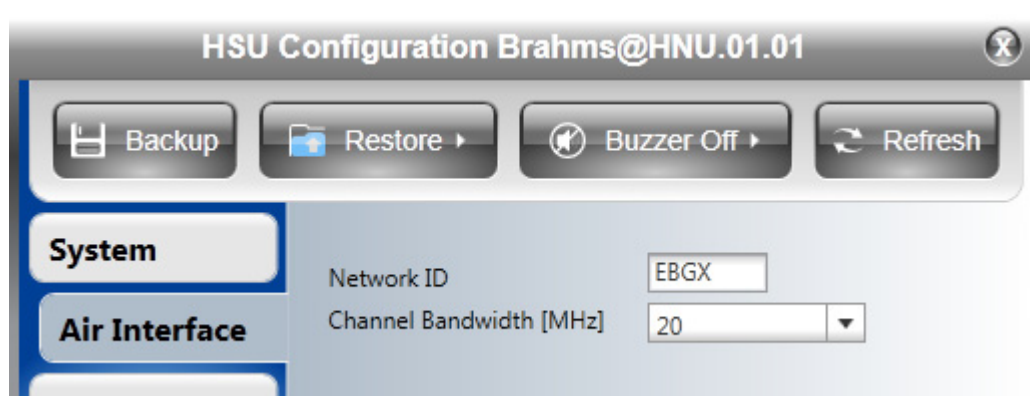 HSU Configuration Brahms@HNU.01.01
Backup Restore Buzzer Off Refresh
System
Network ID EBGX
Channel Bandwidth [MHz] 20
Air Interface